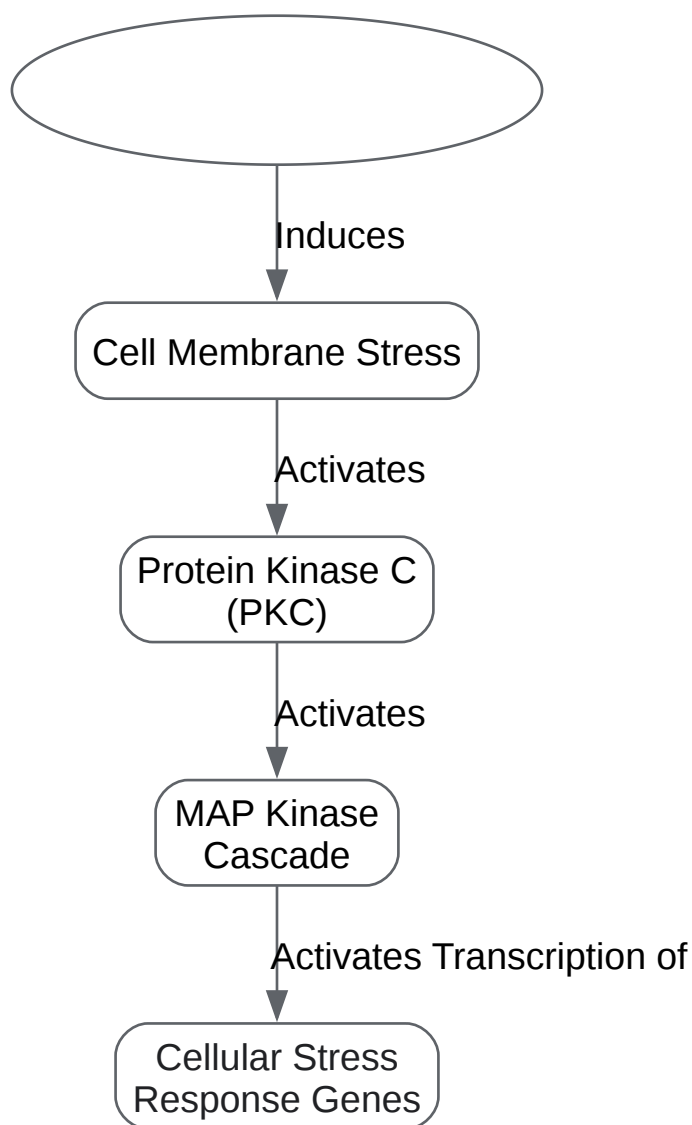 Induces
Cell Membrane Stress
Activates
Protein Kinase C
(PKC)
Activates
MAP Kinase
Cascade
Activates Transcription of
Cellular Stress
Response Genes